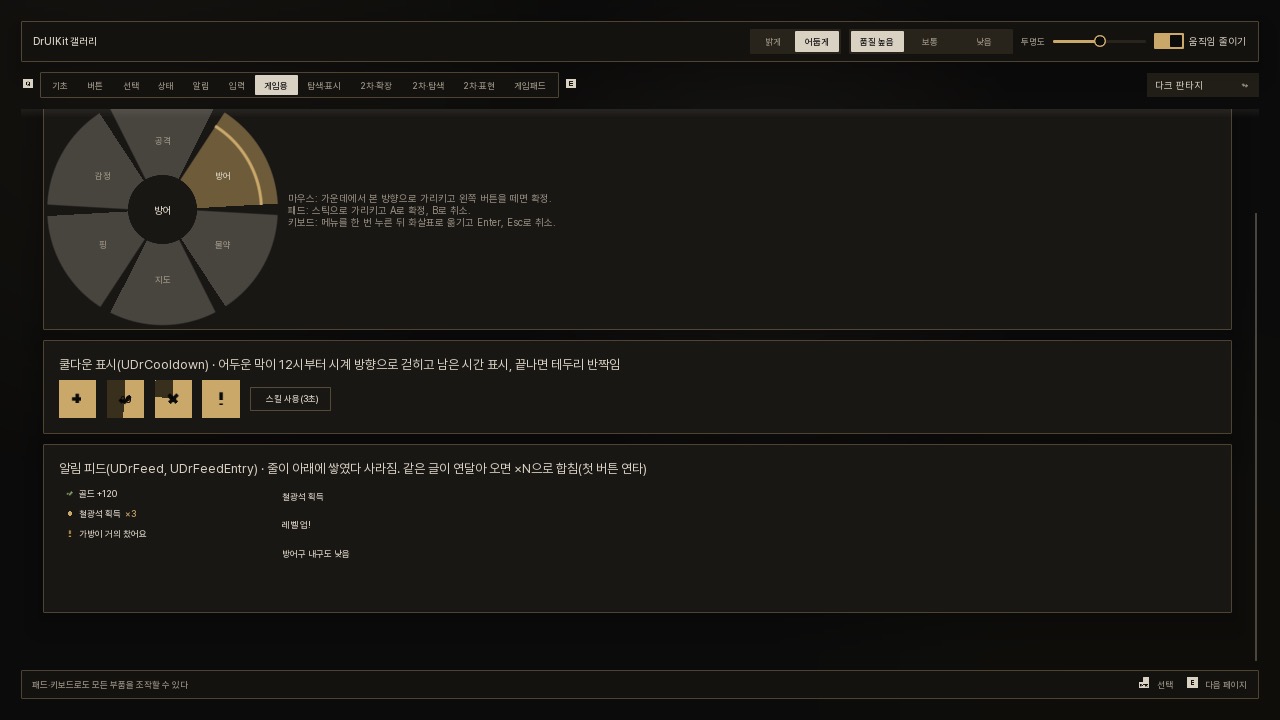 DrUIKit 갤러리
밝게 어둡게 품질 높음 보통 낮음 투명도 움직임 줄이기
Q 기초 버튼 선택 상태 알림 입력 게임용 탐색·표시 2차·확장 2차·탐색 2차·표현 게임패드 E 다크 판타지
공격
감정 방어
방어
핑 물약
지도
마우스: 가운데에서 본 방향으로 가리키고 왼쪽 버튼을 떼면 확정.
패드: 스틱으로 가리키고 A로 확정, B로 취소.
키보드: 메뉴를 한 번 누른 뒤 화살표로 옮기고 Enter, Esc로 취소.
쿨다운 표시(UDrCooldown) · 어두운 막이 12시부터 시계 방향으로 걷히고 남은 시간 표시, 끝나면 테두리 반짝임
스킬 사용(3초)
알림 피드(UDrFeed, UDrFeedEntry) · 줄이 아래에 쌓였다 사라짐. 같은 글이 연달아 오면 ×N으로 합침(첫 버튼 연타)
골드 +120
철광석 획득 ×3
가방이 거의 찼어요
철광석 획득
레벨 업!
방어구 내구도 낮음
패드·키보드로도 모든 부품을 조작할 수 있다
선택 E 다음 페이지